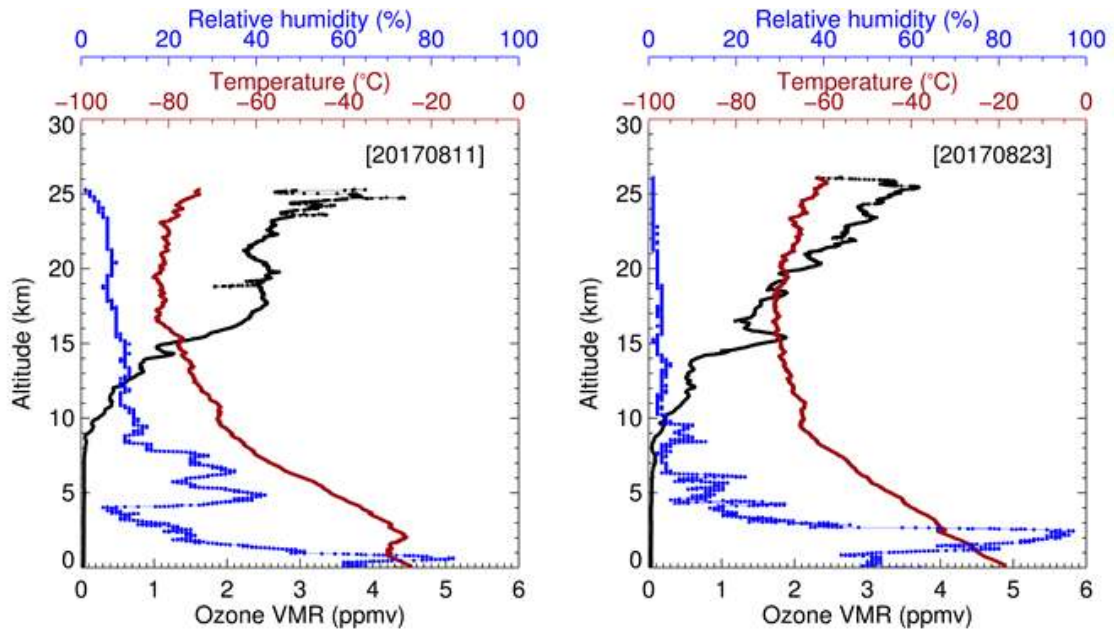 Relative humidity (%)
0 20 40 60 80 100
Temperature (°C)
−100 −80 −60 −40 −20 0
30
[20170811]
25
20
15
10
5
0
Altitude (km)
0 1 2 3 4 5 6
Ozone VMR (ppmv)
Relative humidity (%)
0 20 40 60 80 100
Temperature (°C)
−100 −80 −60 −40 −20 0
30
[20170823]
25
20
15
10
5
0
Altitude (km)
0 1 2 3 4 5 6
Ozone VMR (ppmv)